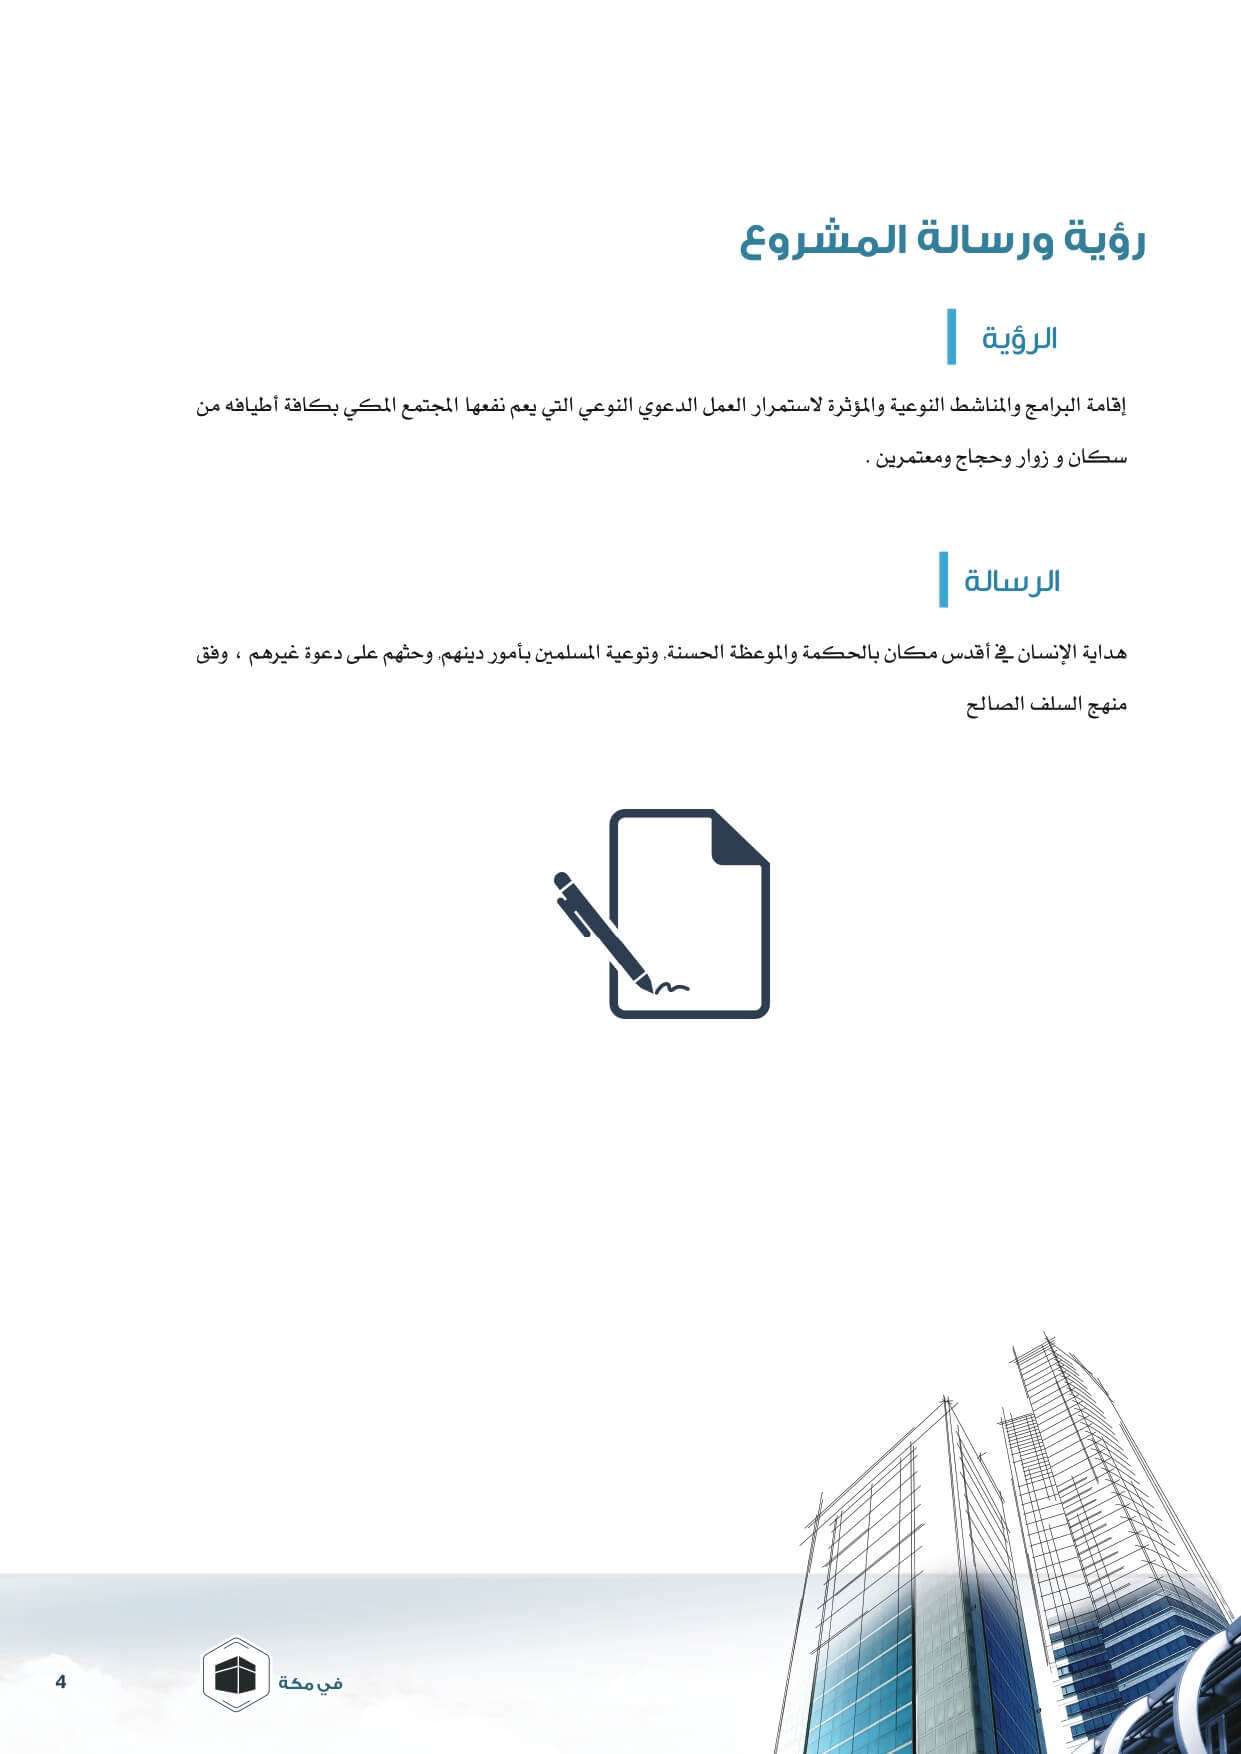 رؤية ورسالة المشروع
الرؤية
إقامة البرامج والمناشط النوعية والمؤثرة لاستمرار العمل الدعوي النوعي التي يعم نفعها المجتمع المكي بكافة أطيافه من
سكان و زوار وحجاج ومعتمرين .
الرسالة
هداية الإنسان في أقدس مكان بالحكمة والموعظة الحسنة, وتوعية المسلمين بأمور دينهم, وحثهم على دعوة غيرهم ، وفق
منهج السلف الصالح
في مكة
4